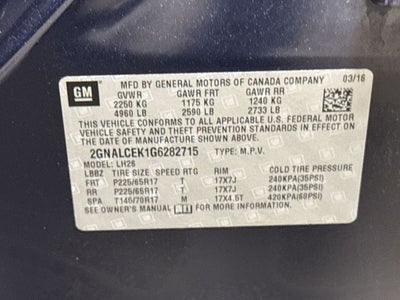 GM
MFD BY GENERAL MOTORS OF CANADA COMPANY 03/16
GVWR GAWR FRT GAWR RR
2250 KG 1175 KG 1240 KG
4960 LB 2590 LB 2733 LB
THIS VEHICLE CONFORMS TO ALL APPLICABLE U.S. FEDERAL MOTOR
VEHICLE SAFETY, BUMPER, AND THEFT PREVENTION STANDARDS IN EFFECT ON
THE DATE OF MANUFACTURE SHOWN ABOVE.
2GNALCEK1G6282715 TYPE: M.P.V.
MODEL: LH26
LBBZ TIRE SIZE SPEED RTG RIM COLD TIRE PRESSURE
FRT P225/65R17 T 17X7J 240KPA(35PSI)
RR P225/65R17 T 17X7J 240KPA(35PSI)
SPA T145/70R17 M 17X4.5T 420KPA(60PSI)
SEE OWNER MANUAL FOR MORE INFORMATION.